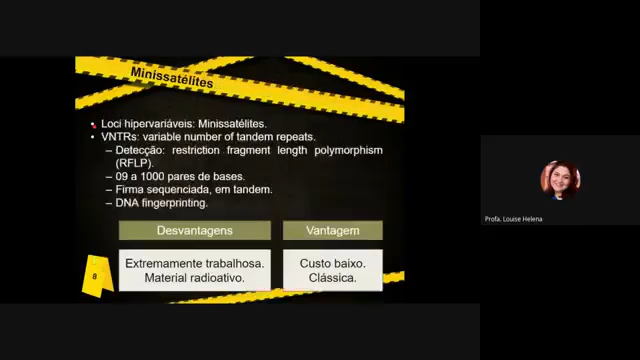 Minissatélites
• Loci hipervariáveis: Minissatélites.
• VNTRs: variable number of tandem repeats.
– Detecção: restriction fragment length polymorphism
(RFLP).
– 09 a 1000 pares de bases.
– Firma sequenciada, em tandem.
– DNA fingerprinting.
Desvantagens
Extremamente trabalhosa.
Material radioativo.
Vantagem
Custo baixo.
Clássica.
8
Profa. Louise Helena